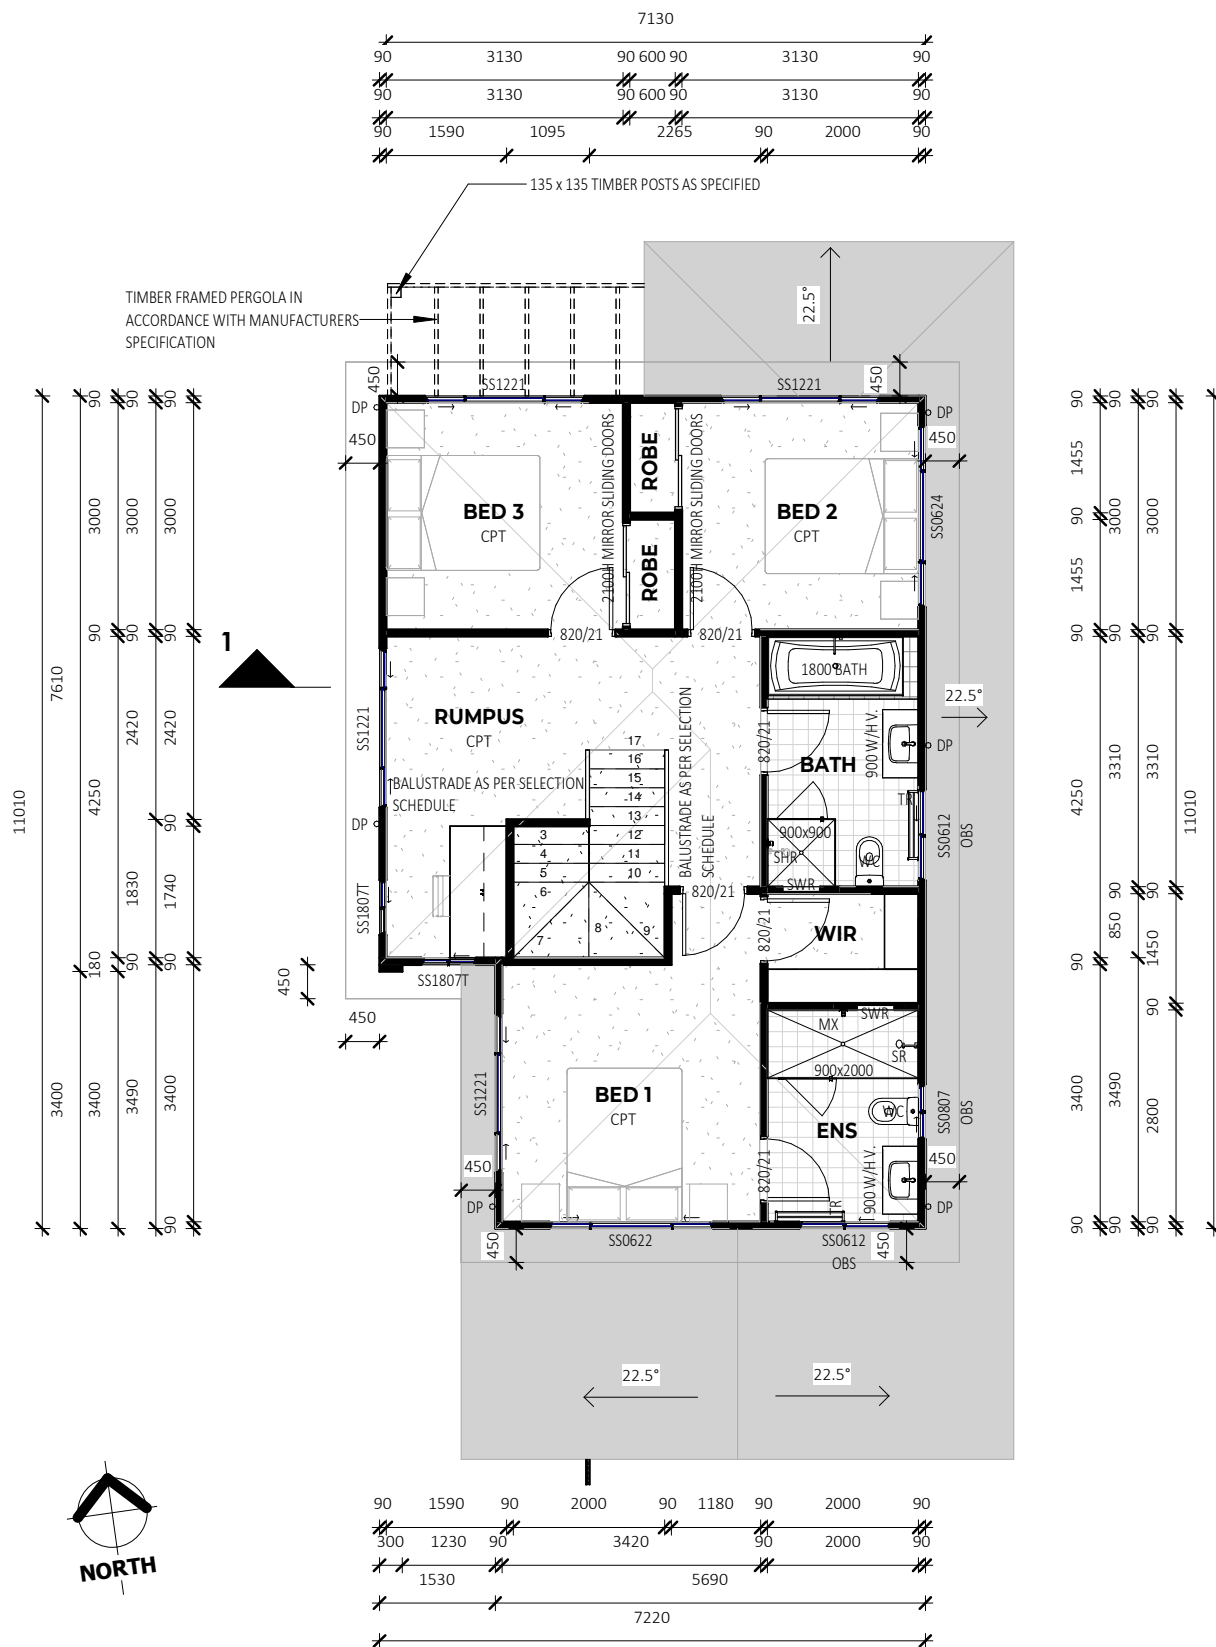 7130
90 3130 90 600 90 3130 90
90 3130 90 600 90 3130 90
90 1590 1095 2265 90 2000 90
135 x 135 TIMBER POSTS AS SPECIFIED
TIMBER FRAMED PERGOLA IN
ACCORDANCE WITH MANUFACTURERS
SPECIFICATION
22.5°
450
SS1221
SS1221
450
DP
DP
450
450
2100H MIRROR SLIDING DOORS
ROBE
2100H MIRROR SLIDING DOORS
BED 3
CPT
BED 2
CPT
SS0624
ROBE
820/21
820/21
1
1800 BATH
22.5°
SS1221
RUMPUS
CPT
BALUSTRADE AS PER SELECTION
SCHEDULE
820/21
900 W/H V.
DP
17
16
15
14
13
12
11
10
BATH
BALUSTRADE AS PER SELECTION
SCHEDULE
TR
DP
3
4
5
6
7
8
9
900x900
SHR
WC
SWR
SS0612
OBS
SS1807T
820/21
820/21
WIR
SS1807T
450
450
SWR
MX
SR
900x2000
SS1221
BED 1
CPT
WC
ENS
SS0807
OBS
820/21
900 W/H V.
TR
450
450
DP
DP
450
SS0622
SS0612
OBS
450
22.5°
22.5°
11010
7610
3400
90
4250
180
3400
90
3000
90
2420
1830
90
3490
90
3000
90
2420
90
1740
90
3400
90
90
1455
90
1455
90
4250
90
3400
90
90
3000
90
3310
90
850
3490
90
90
3000
90
3310
90
1450
90
2800
90
11010
NORTH
90 1590 90 2000 90 1180 90 2000 90
300 1230 90 3420 90 2000 90
1530 5690
7220